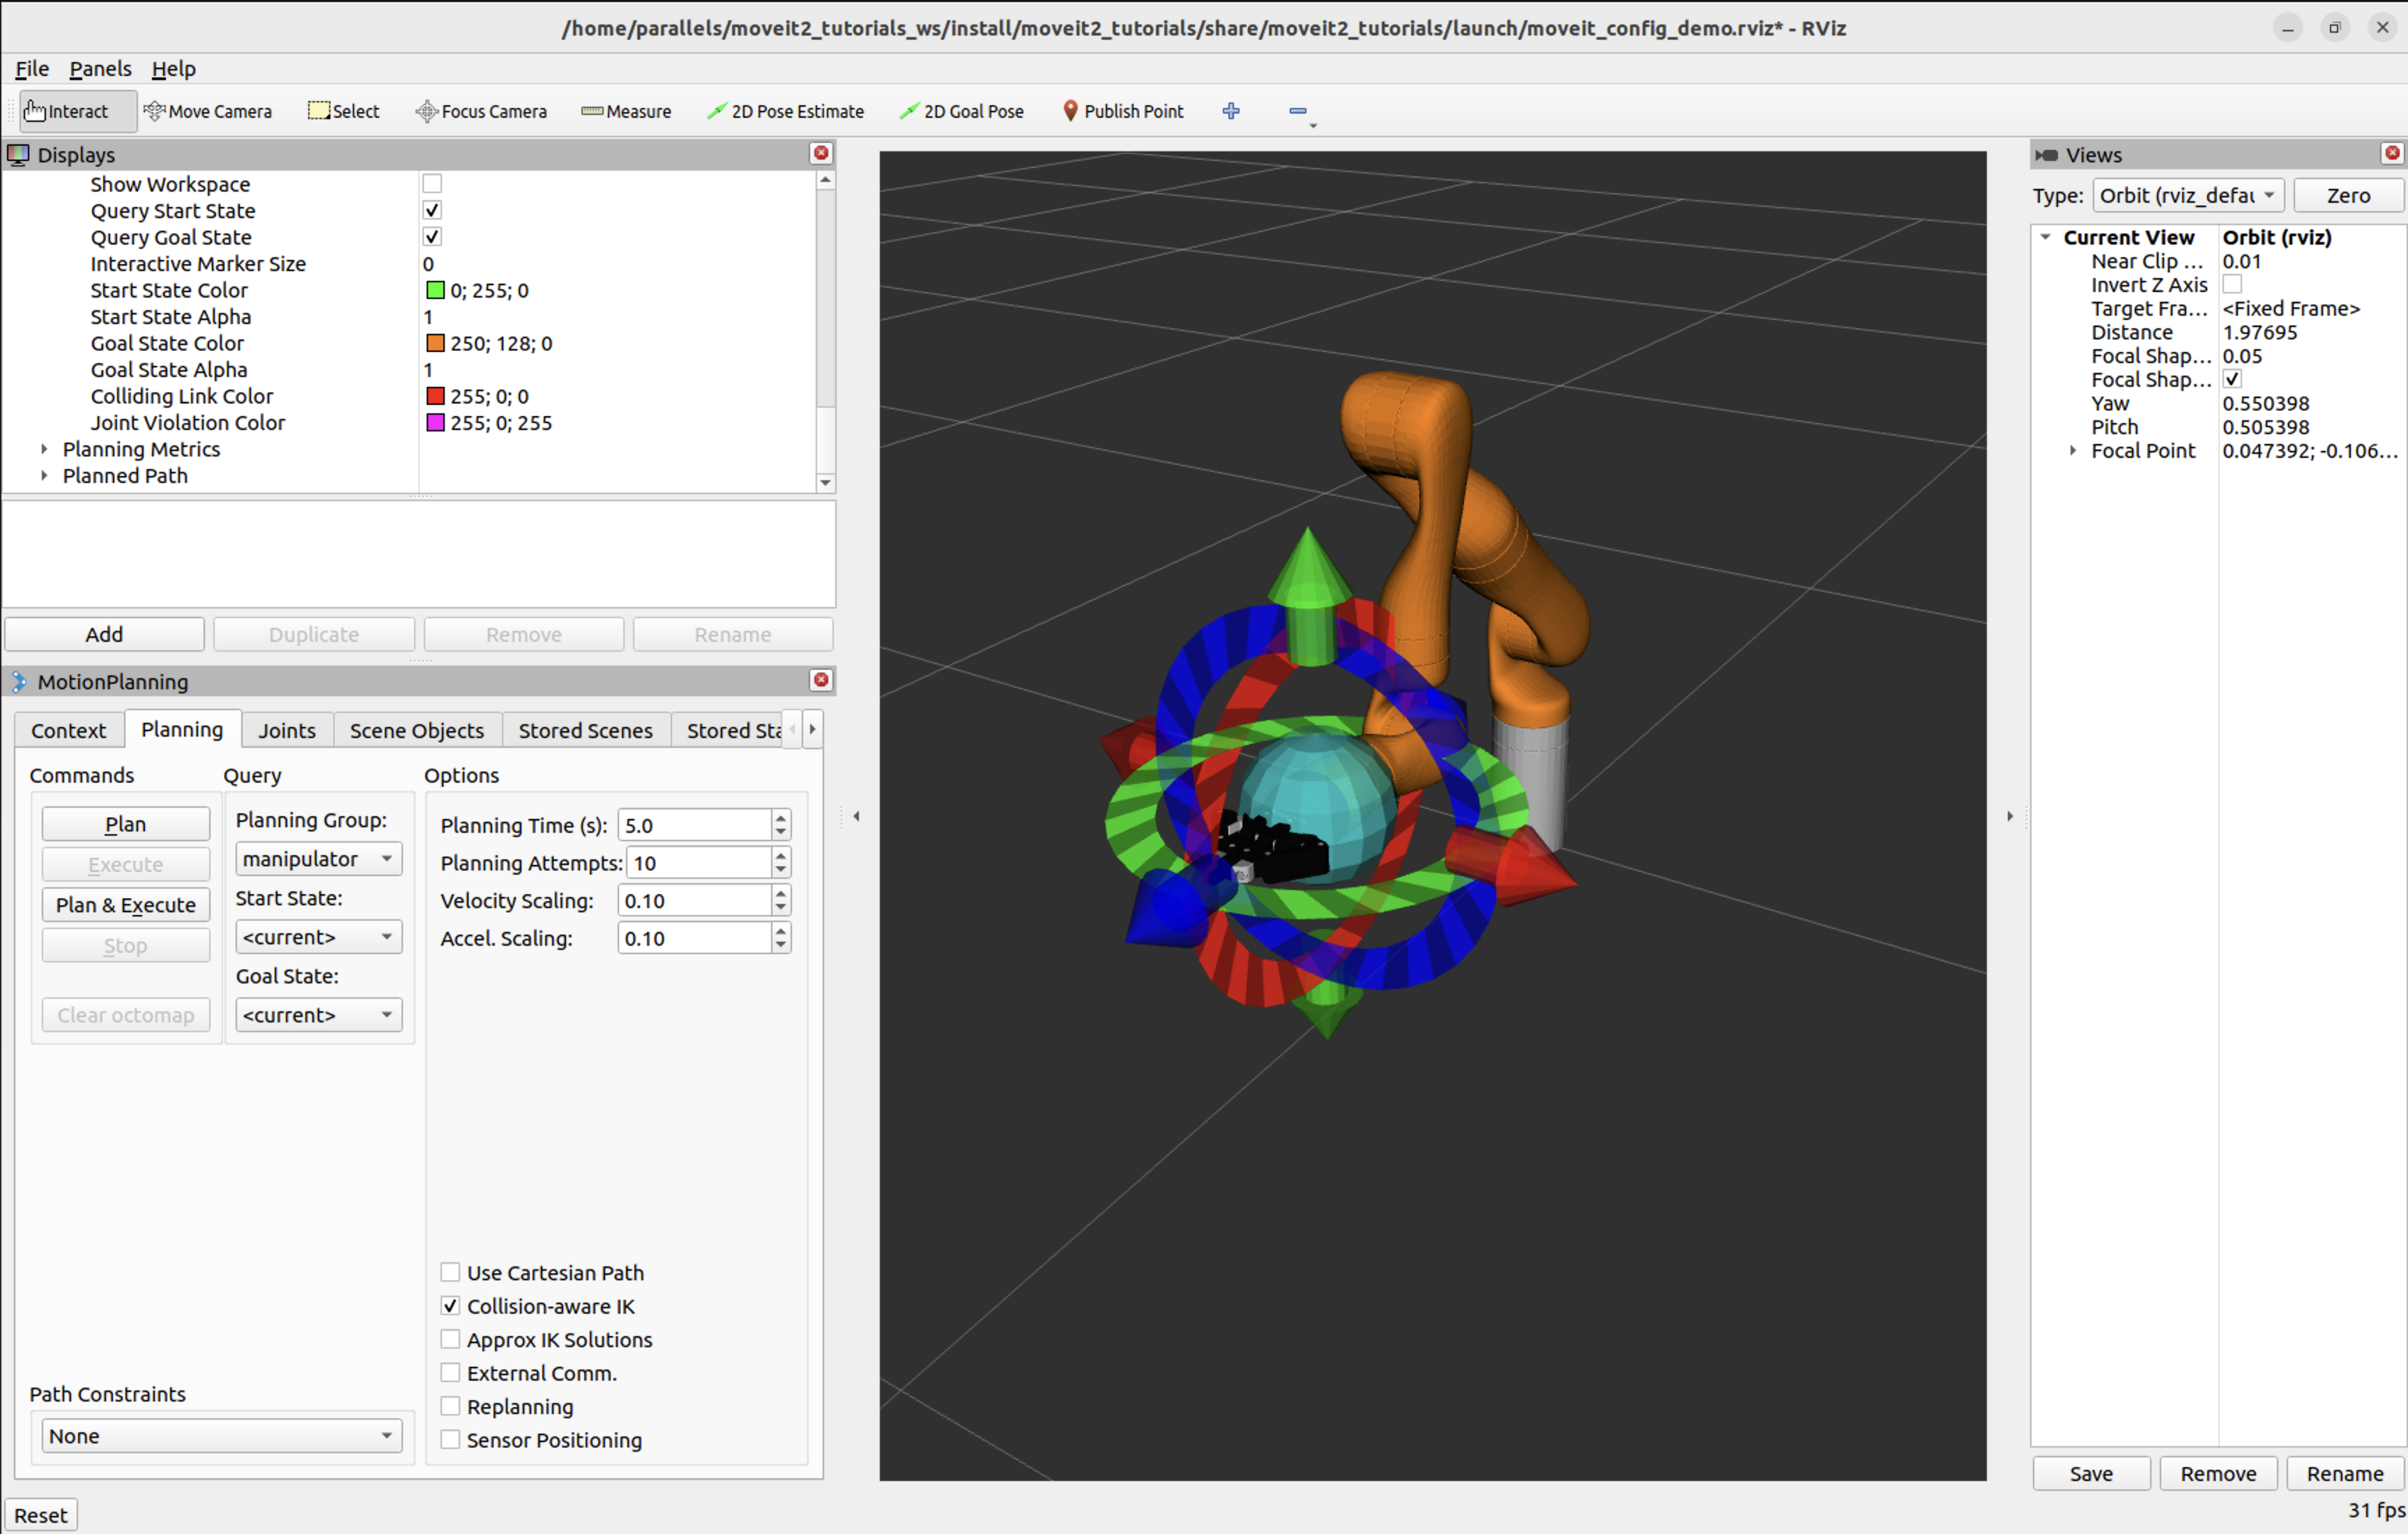 /home/parallels/moveit2_tutorials_ws/install/moveit2_tutorials/share/moveit2_tutorials/launch/moveit_config_demo.rviz* - RViz
File Panels Help
Interact Move Camera Select Focus Camera Measure 2D Pose Estimate 2D Goal Pose Publish Point
Displays
Show Workspace
Query Start State
Query Goal State
Interactive Marker Size 0
Start State Color 0; 255; 0
Start State Alpha 1
Goal State Color 250; 128; 0
Goal State Alpha 1
Colliding Link Color 255; 0; 0
Joint Violation Color 255; 0; 255
Planning Metrics
Planned Path
Add Duplicate Remove Rename
MotionPlanning
Context Planning Joints Scene Objects Stored Scenes Stored Sta
Commands
Plan
Execute
Plan & Execute
Stop
Clear octomap
Query
Planning Group:
manipulator
Start State:
<current>
Goal State:
<current>
Options
Planning Time (s): 5.0
Planning Attempts: 10
Velocity Scaling: 0.10
Accel. Scaling: 0.10
Use Cartesian Path
Collision-aware IK
Approx IK Solutions
External Comm.
Replanning
Sensor Positioning
Path Constraints
None
Reset
Views
Type: Orbit (rviz_defau Zero
Current View Orbit (rviz)
Near Clip ... 0.01
Invert Z Axis
Target Fra... <Fixed Frame>
Distance 1.97695
Focal Shap... 0.05
Focal Shap...
Yaw 0.550398
Pitch 0.505398
Focal Point 0.047392; -0.106...
Save Remove Rename
31 fps